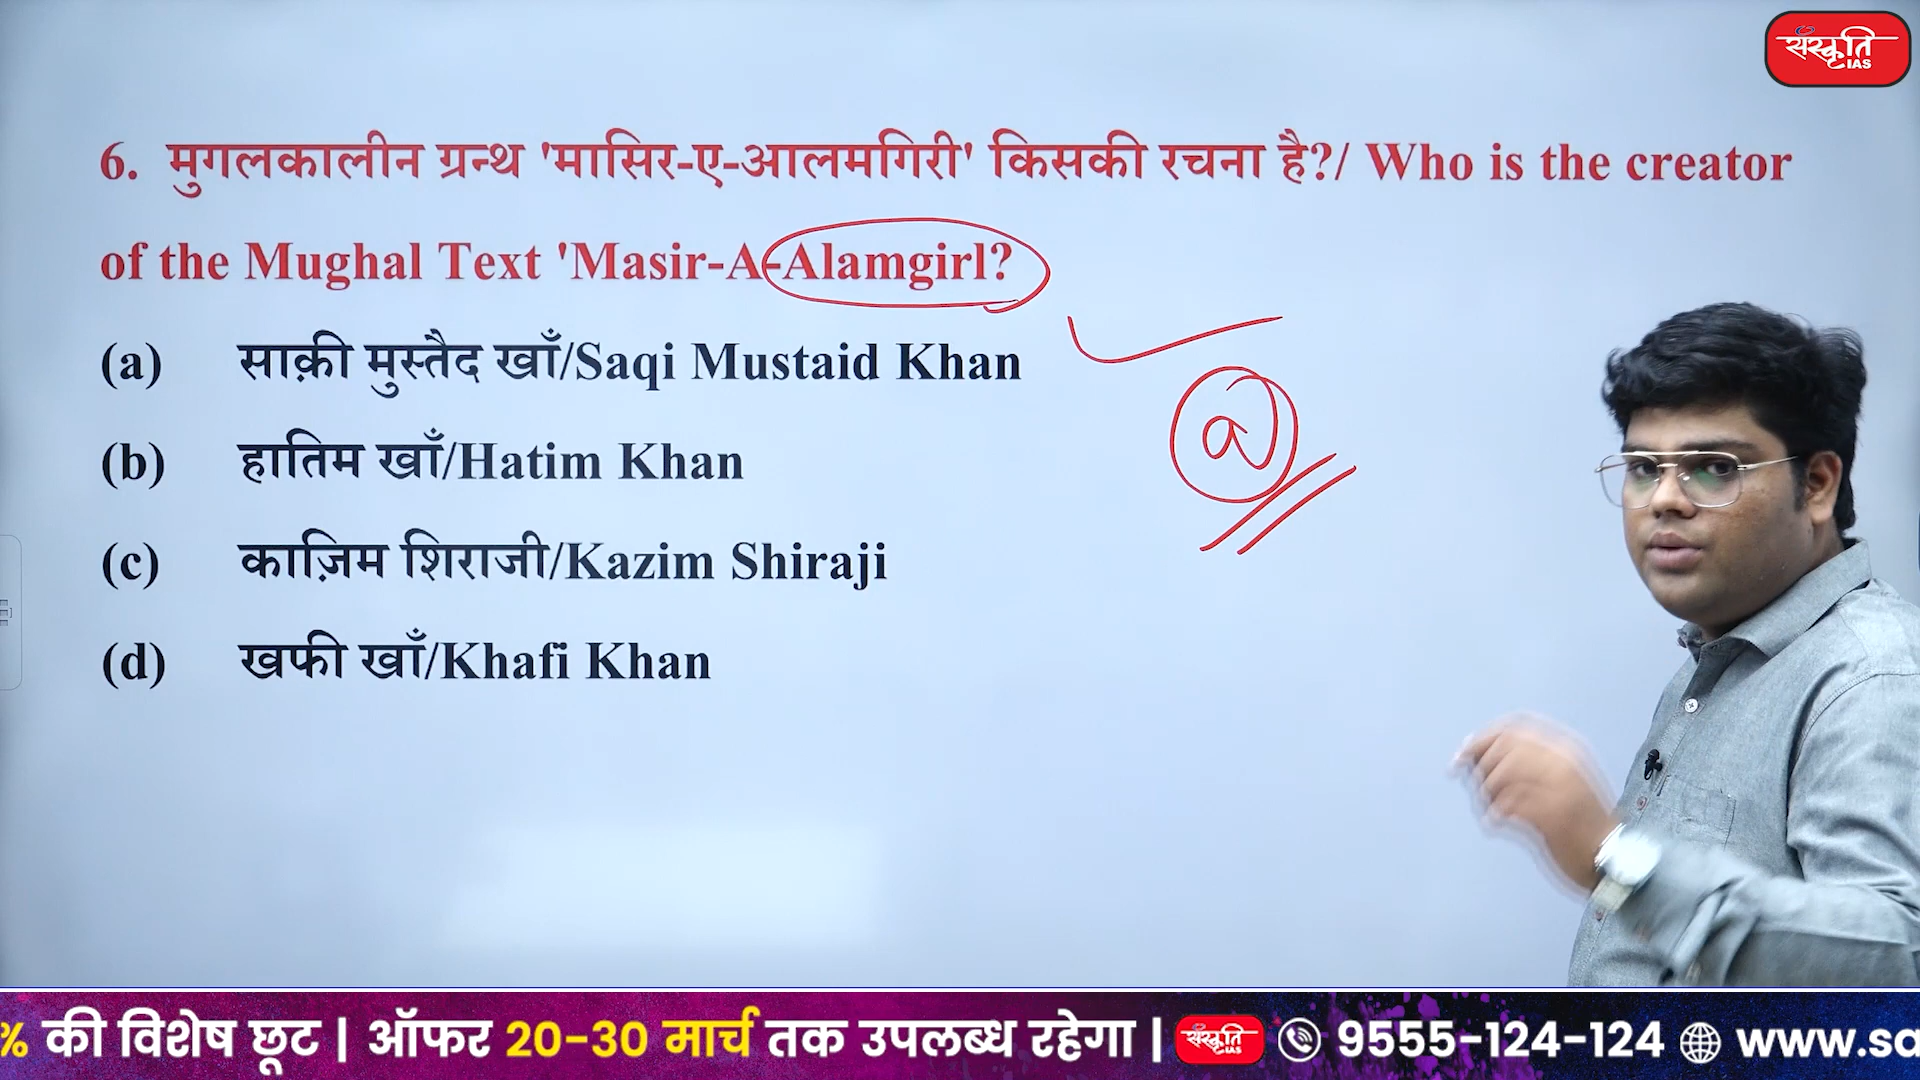 संस्कृति
IAS
6. मुगलकालीन ग्रन्थ 'मासिर-ए-आलमगिरी' किसकी रचना है?/ Who is the creator
of the Mughal Text 'Masir-A-Alamgirl?
(a) साक़ी मुस्तैद खाँ/Saqi Mustaid Khan
a
(b) हातिम खाँ/Hatim Khan
(c) काज़िम शिराजी/Kazim Shiraji
(d) खफी खाँ/Khafi Khan
% की विशेष छूट | ऑफर 20-30 मार्च तक उपलब्ध रहेगा | संस्कृति IAS 9555-124-124 www.sa